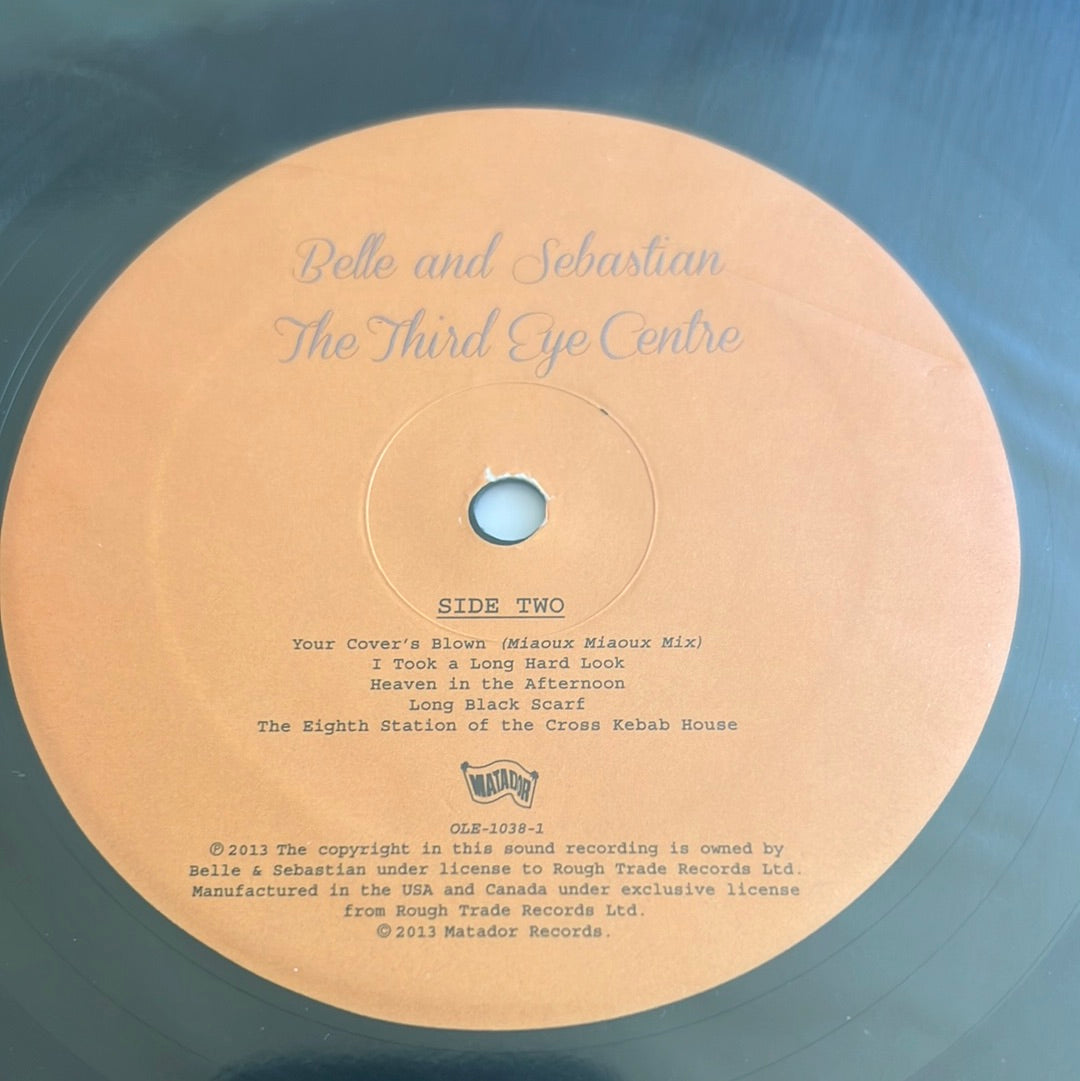 Belle and Sebastian
The Third Eye Centre
SIDE TWO
Your Cover's Blown (Miaoux Miaoux Mix)
I Took a Long Hard Look
Heaven in the Afternoon
Long Black Scarf
The Eighth Station of the Cross Kebab House
MATADOR
OLE-1038-1
℗ 2013 The copyright in this sound recording is owned by
Belle & Sebastian under license to Rough Trade Records Ltd.
Manufactured in the USA and Canada under exclusive license
from Rough Trade Records Ltd.
© 2013 Matador Records.